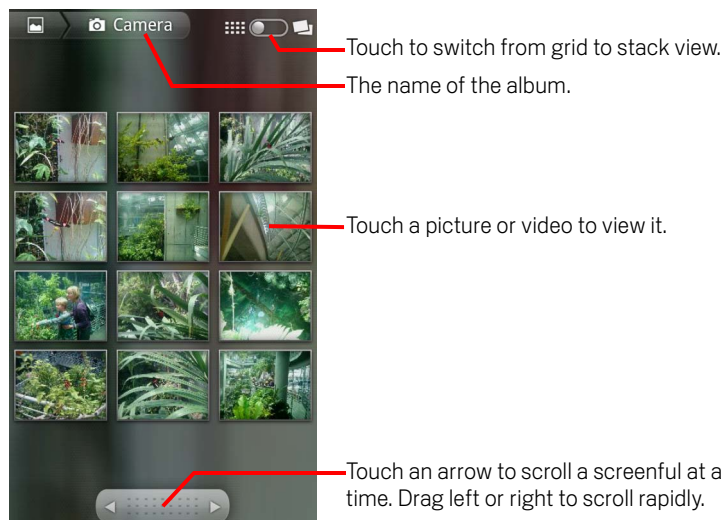 Camera
Touch to switch from grid to stack view.
The name of the album.
Touch a picture or video to view it.
Touch an arrow to scroll a screenful at a
time. Drag left or right to scroll rapidly.